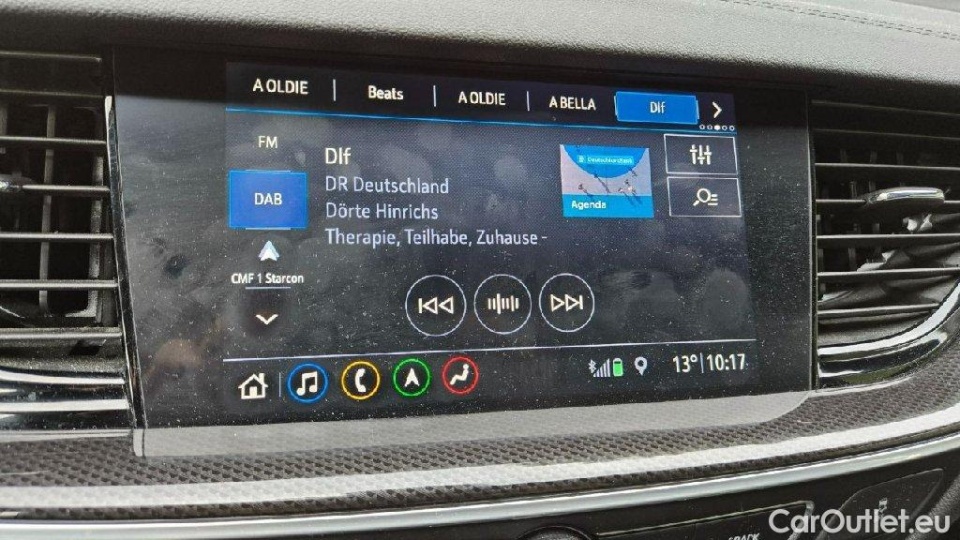 A OLDIE Beats A OLDIE A BELLA Dlf
FM
DAB
CMF 1 Starcon
Dlf
DR Deutschland
Dörte Hinrichs
Therapie, Teilhabe, Zuhause -
Agenda
13° 10:17
CarOutlet.eu